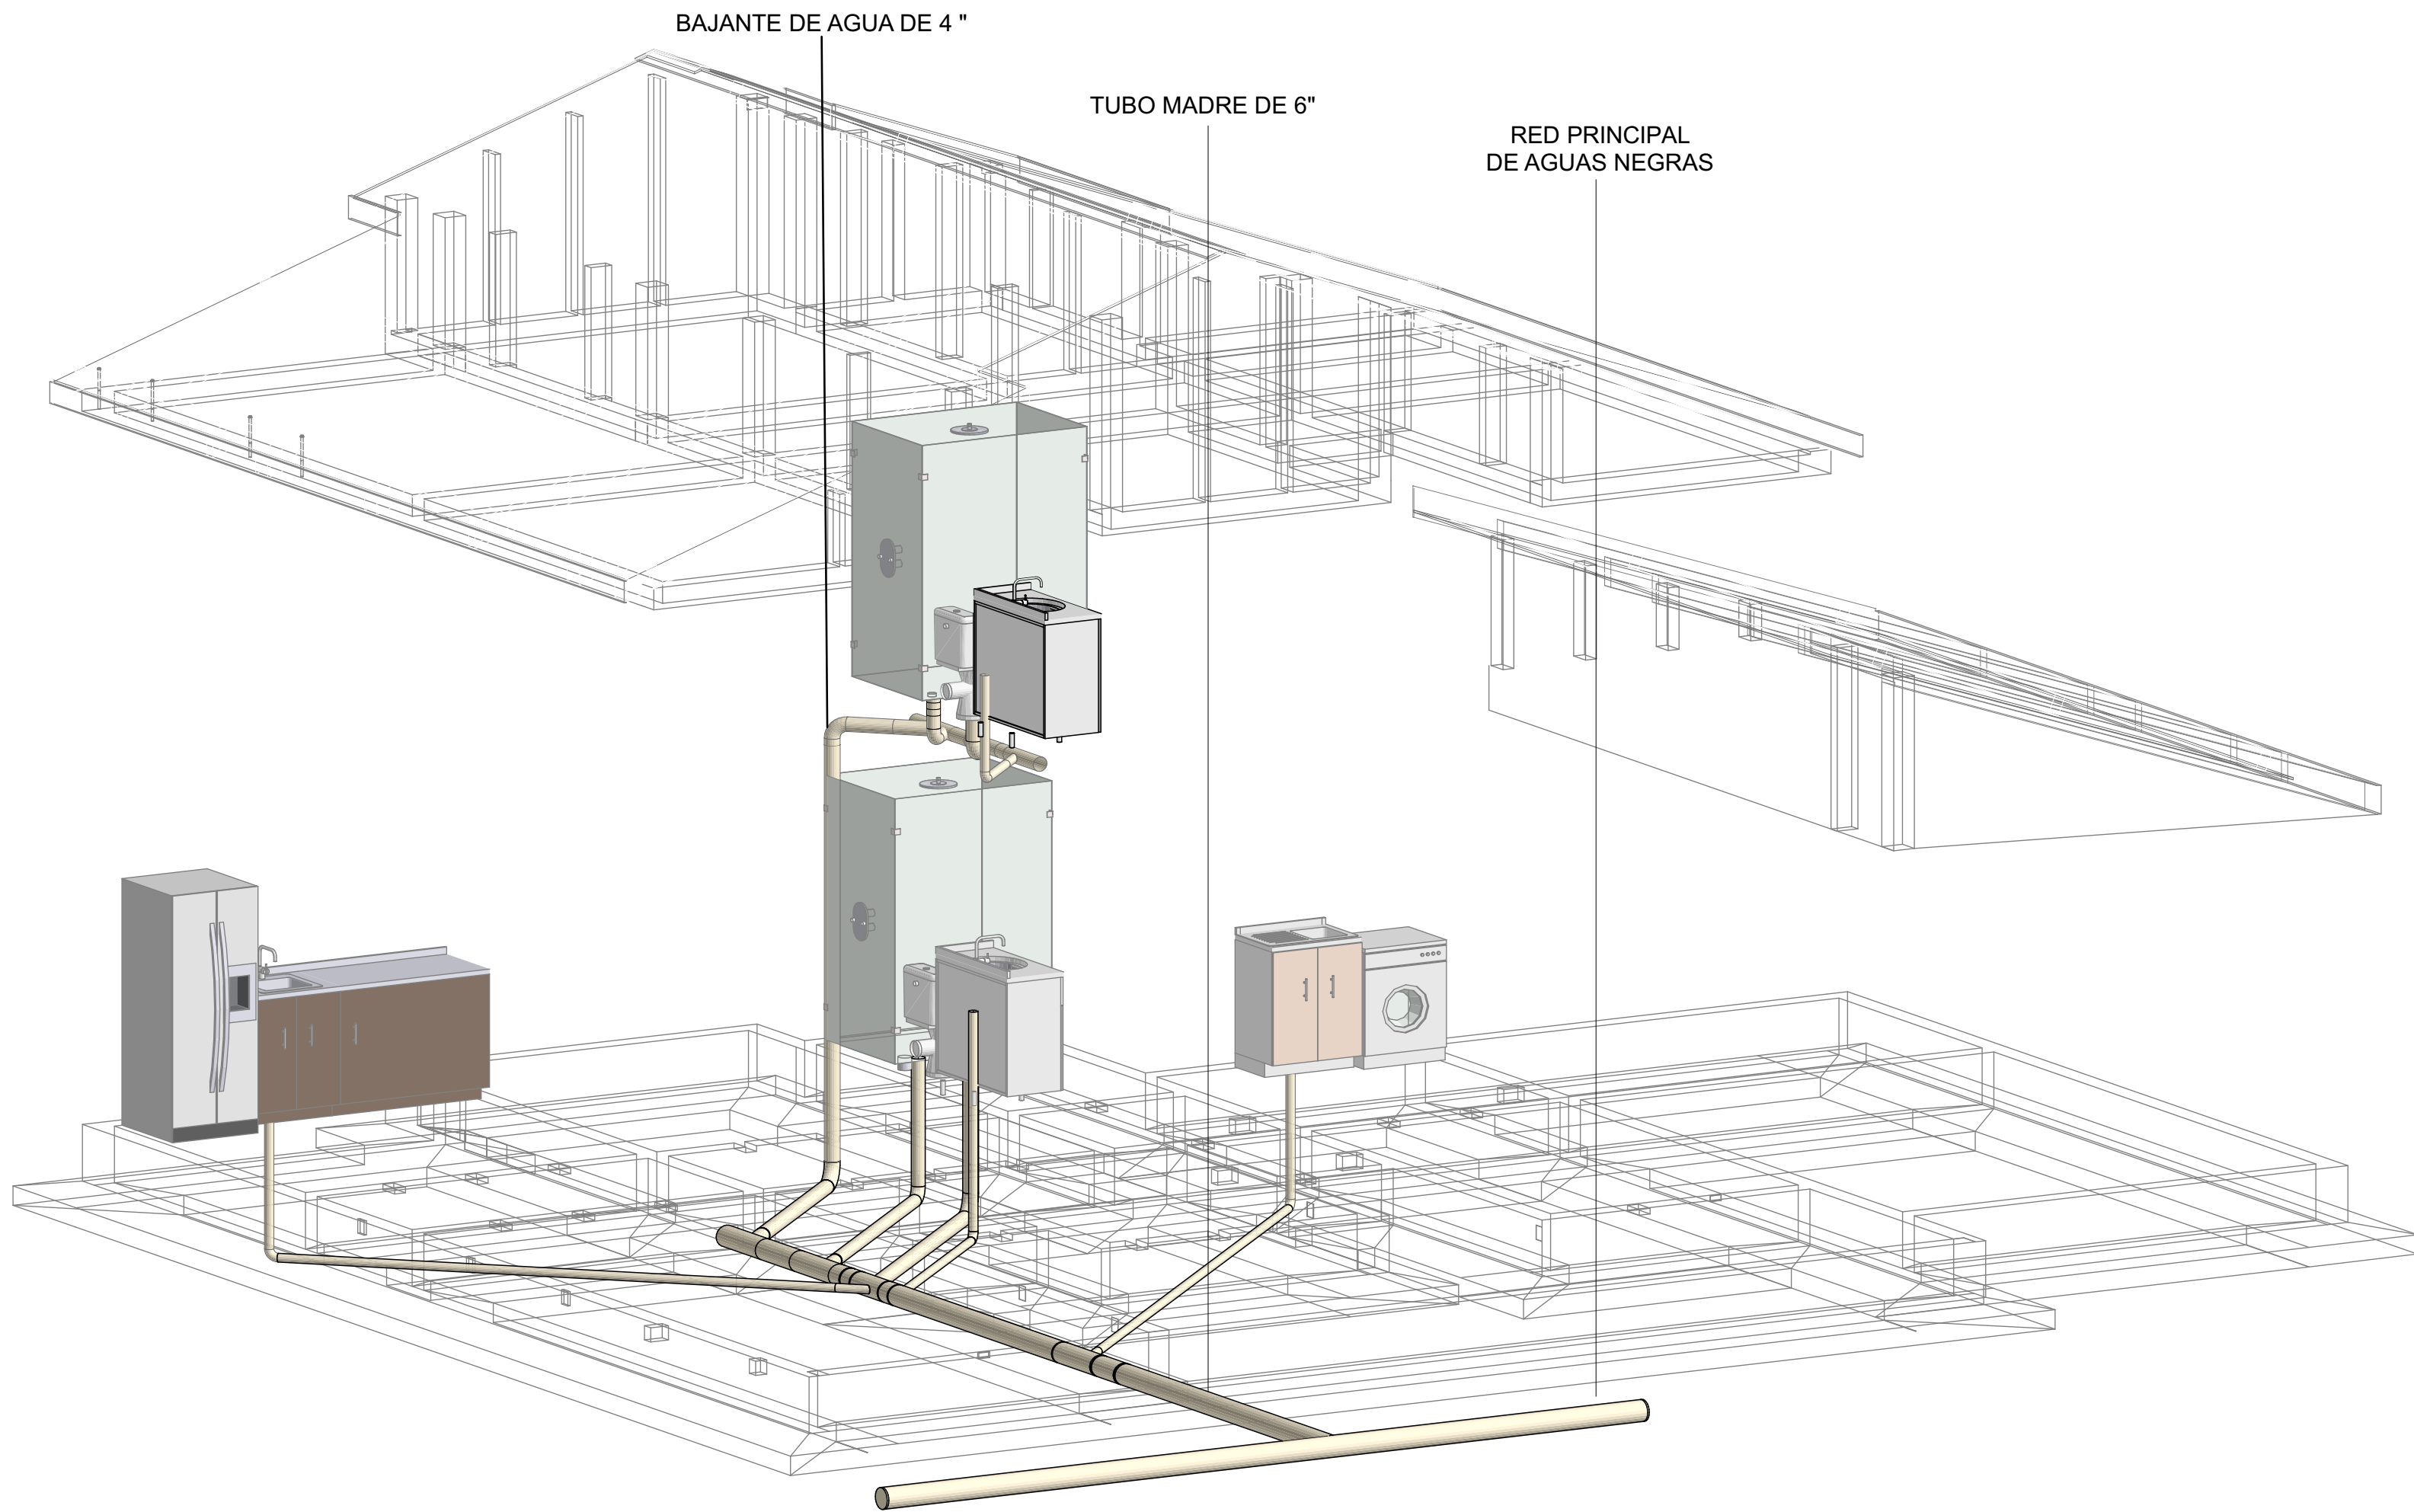 BAJANTE DE AGUA DE 4 "
TUBO MADRE DE 6"
RED PRINCIPAL
DE AGUAS NEGRAS